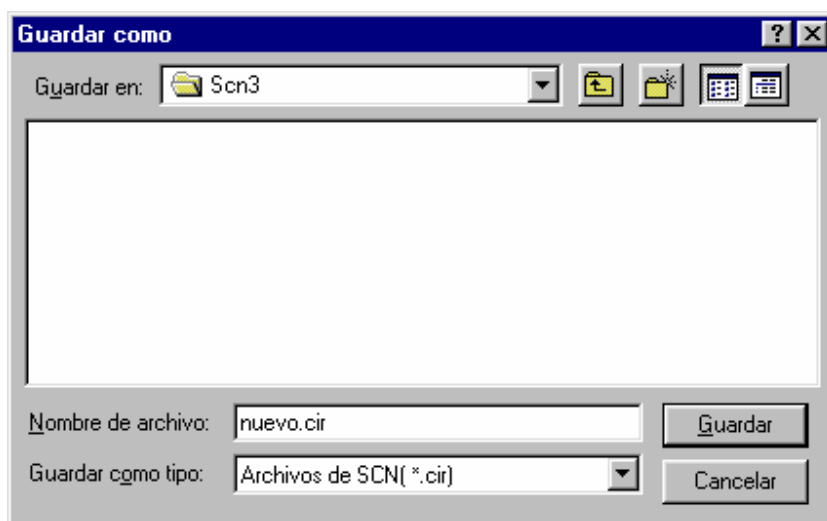 Guardar como
Guardar en: Scn3
Nombre de archivo: nuevo.cir Guardar
Guardar como tipo: Archivos de SCN( *.cir) Cancelar